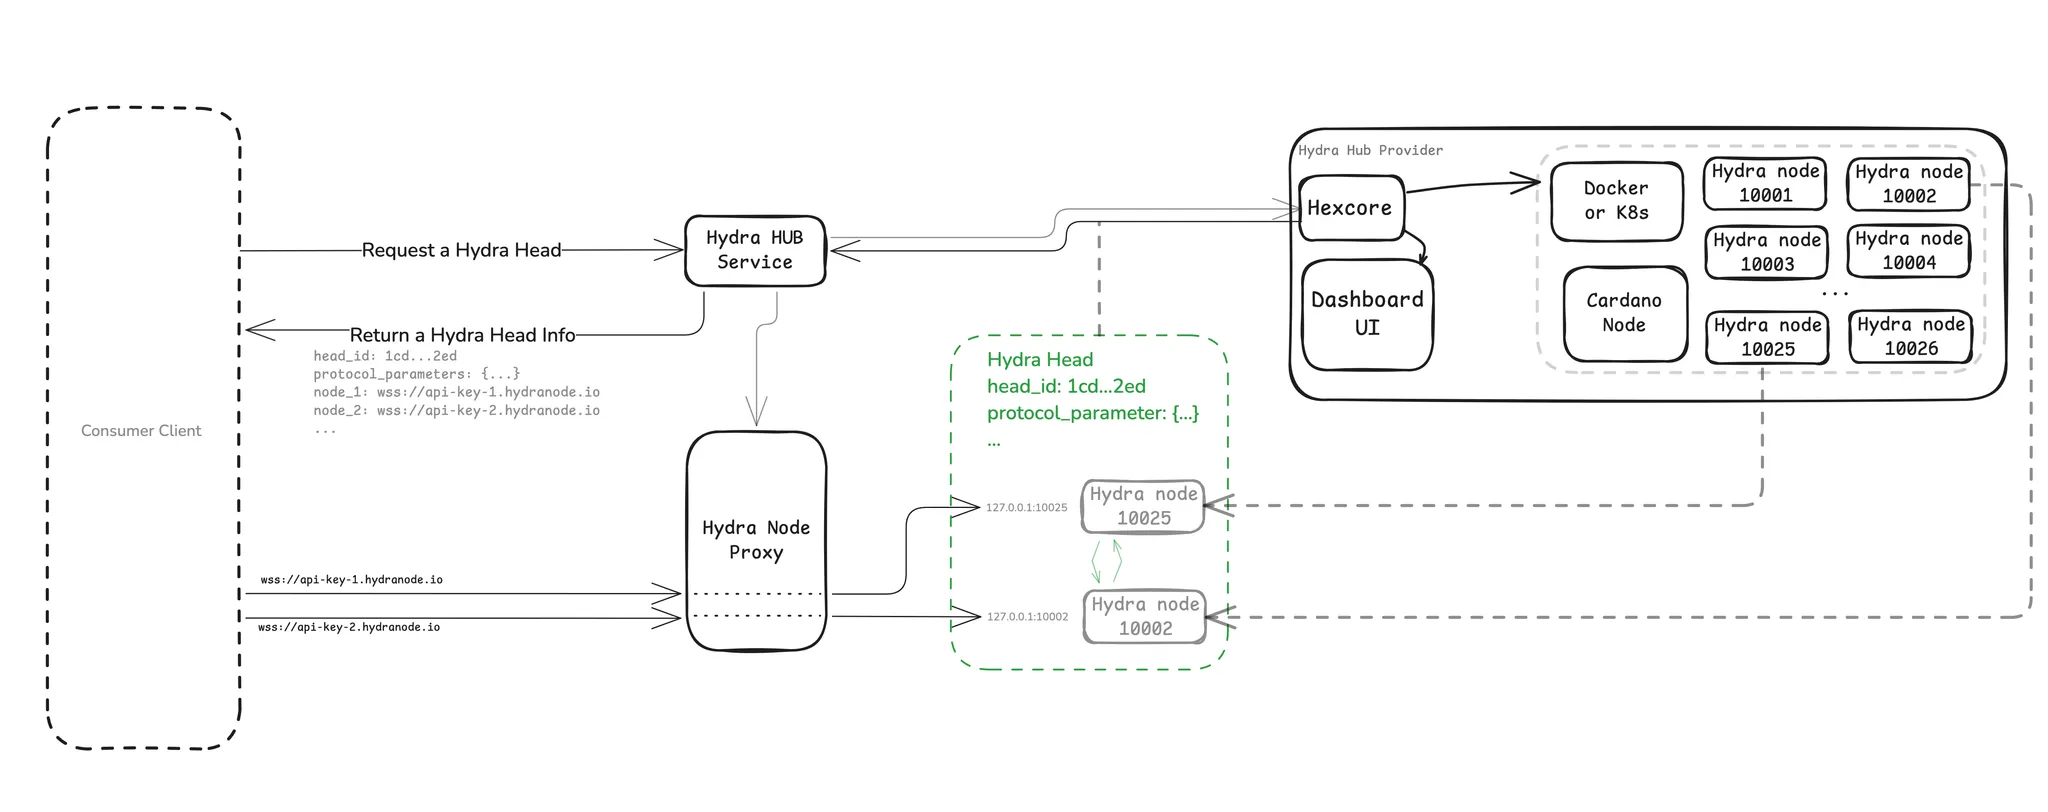 Consumer Client
Request a Hydra Head
Return a Hydra Head Info
head_id: 1cd...2ed
protocol_parameters: {...}
node_1: wss://api-key-1.hydranode.io
node_2: wss://api-key-2.hydranode.io
...
wss://api-key-1.hydranode.io
wss://api-key-2.hydranode.io
Hydra HUB
Service
Hydra Node
Proxy
Hydra Head
head_id: 1cd...2ed
protocol_parameter: {...}
...
127.0.0.1:10025
Hydra node
10025
127.0.0.1:10002
Hydra node
10002
Hydra Hub Provider
Hexcore
Dashboard
UI
Docker
or K8s
Cardano
Node
Hydra node
10001
Hydra node
10002
Hydra node
10003
Hydra node
10004
...
Hydra node
10025
Hydra node
10026